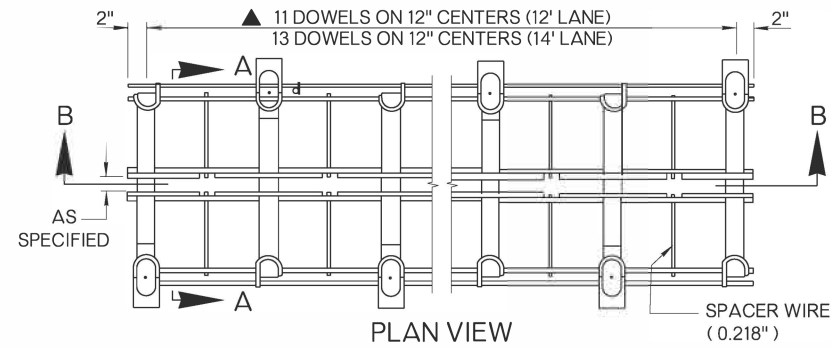 ▲ 11 DOWELS ON 12" CENTERS (12' LANE)
2"
2"
13 DOWELS ON 12" CENTERS (14' LANE)
A
d
B
B
AS
SPECIFIED
A
SPACER WIRE
( 0.218" )
PLAN VIEW